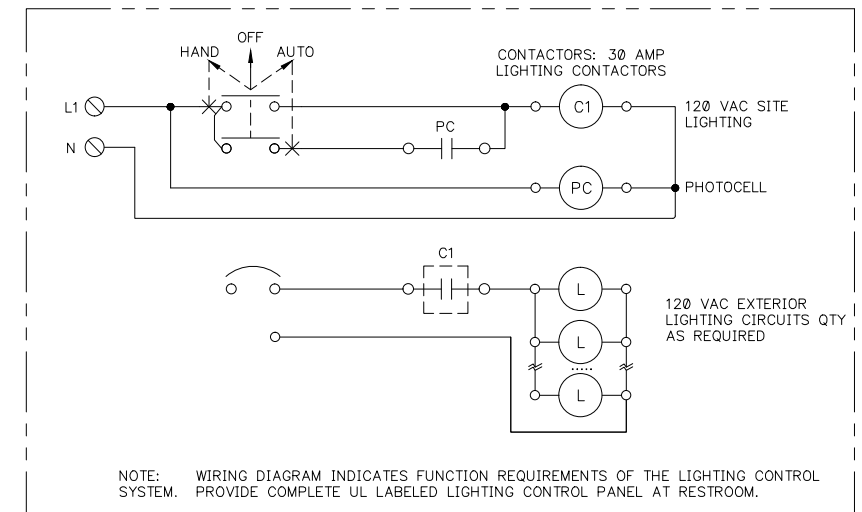 OFF
HAND
AUTO
CONTACTORS: 30 AMP
LIGHTING CONTACTORS
L1
C1
120 VAC SITE
LIGHTING
PC
N
PC
PHOTOCELL
C1
L
120 VAC EXTERIOR
LIGHTING CIRCUITS QTY
AS REQUIRED
L
.....
L
NOTE: WIRING DIAGRAM INDICATES FUNCTION REQUIREMENTS OF THE LIGHTING CONTROL
SYSTEM. PROVIDE COMPLETE UL LABELED LIGHTING CONTROL PANEL AT RESTROOM.